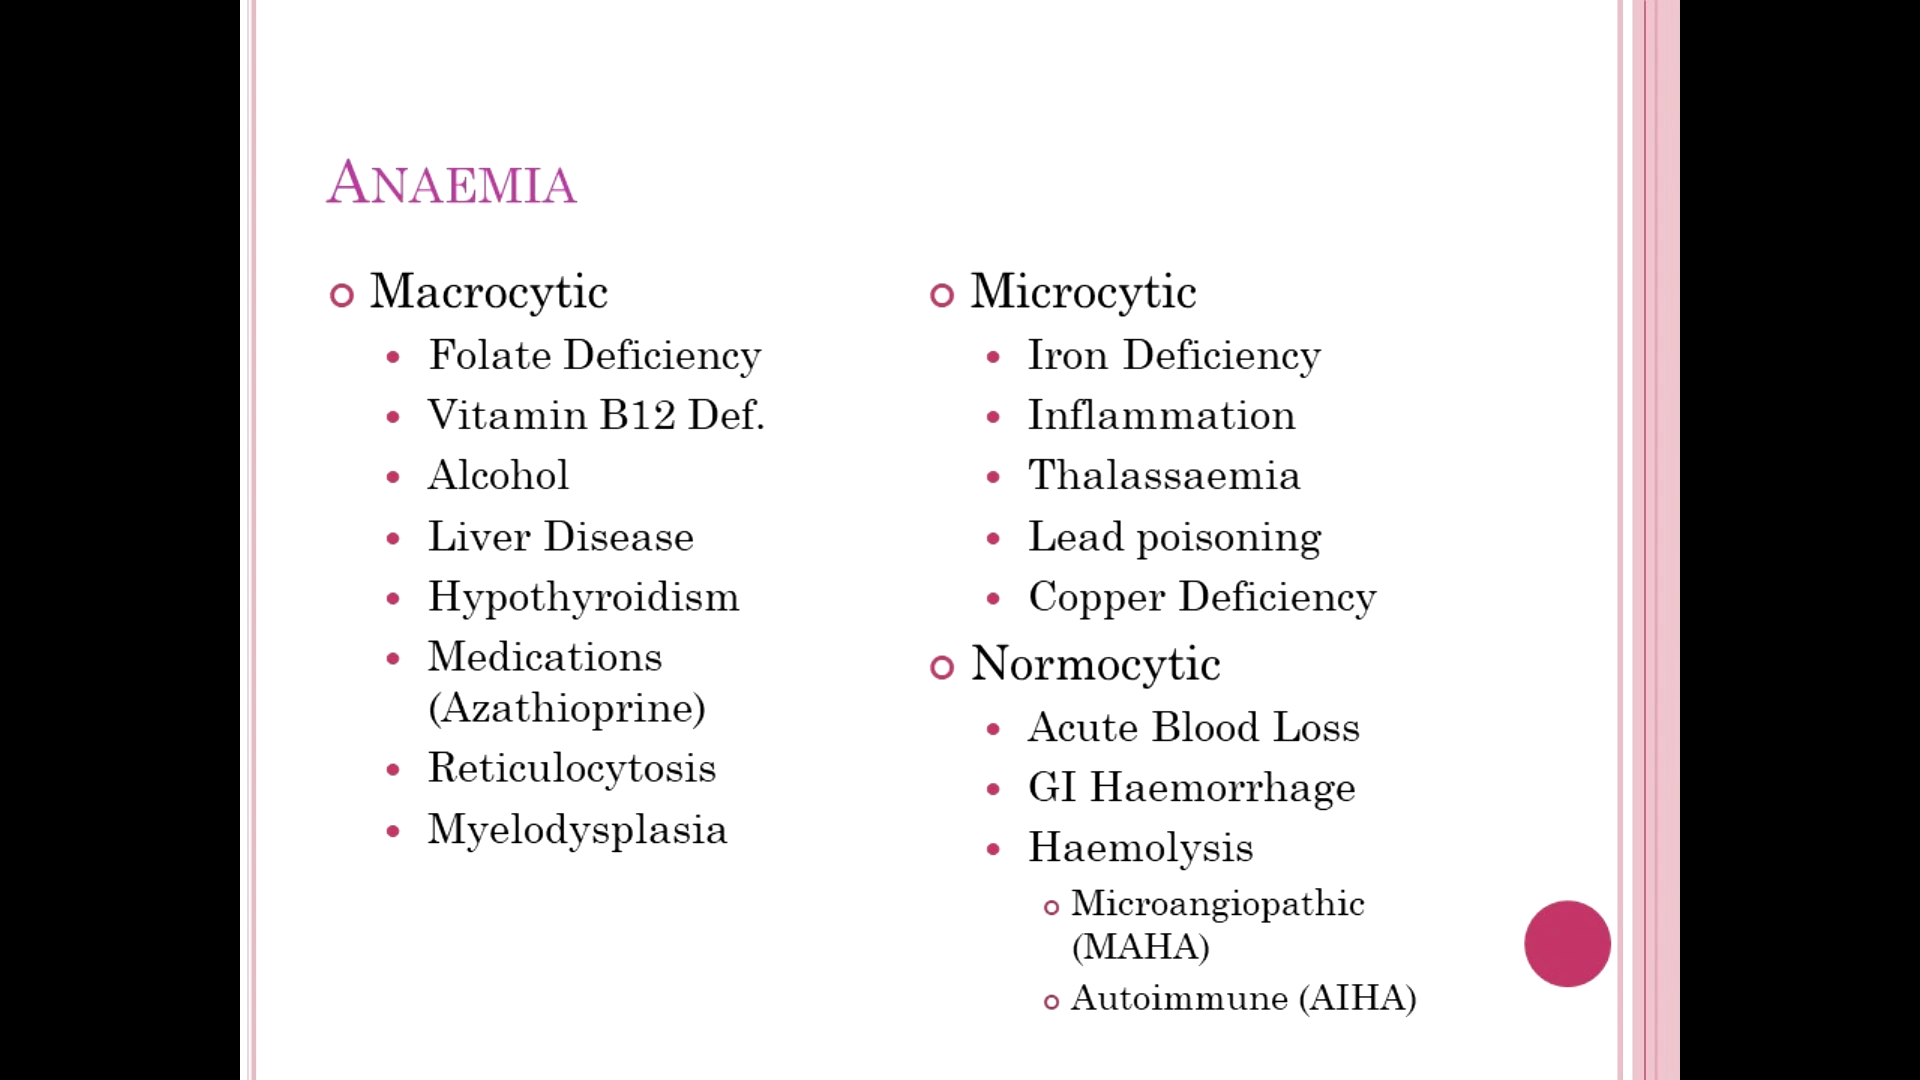 ANAEMIA
Macrocytic
Folate Deficiency
Vitamin B12 Def.
Alcohol
Liver Disease
Hypothyroidism
Medications
(Azathioprine)
Reticulocytosis
Myelodysplasia
Microcytic
Iron Deficiency
Inflammation
Thalassaemia
Lead poisoning
Copper Deficiency
Normocytic
Acute Blood Loss
GI Haemorrhage
Haemolysis
Microangiopathic
(MAHA)
Autoimmune (AIHA)